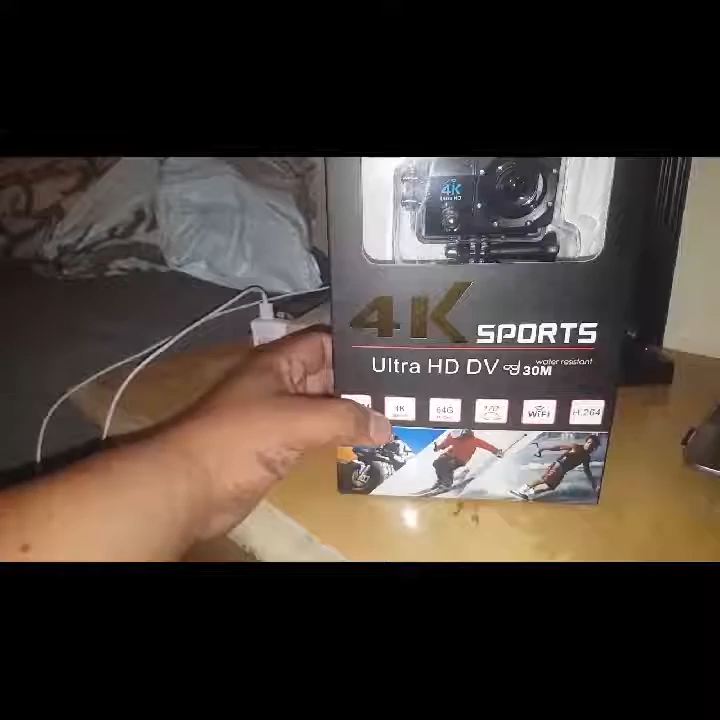 4K
Ultra HD
4K SPORTS
Ultra HD DV water resistant 30M
4K
64G
WiFi
H.264